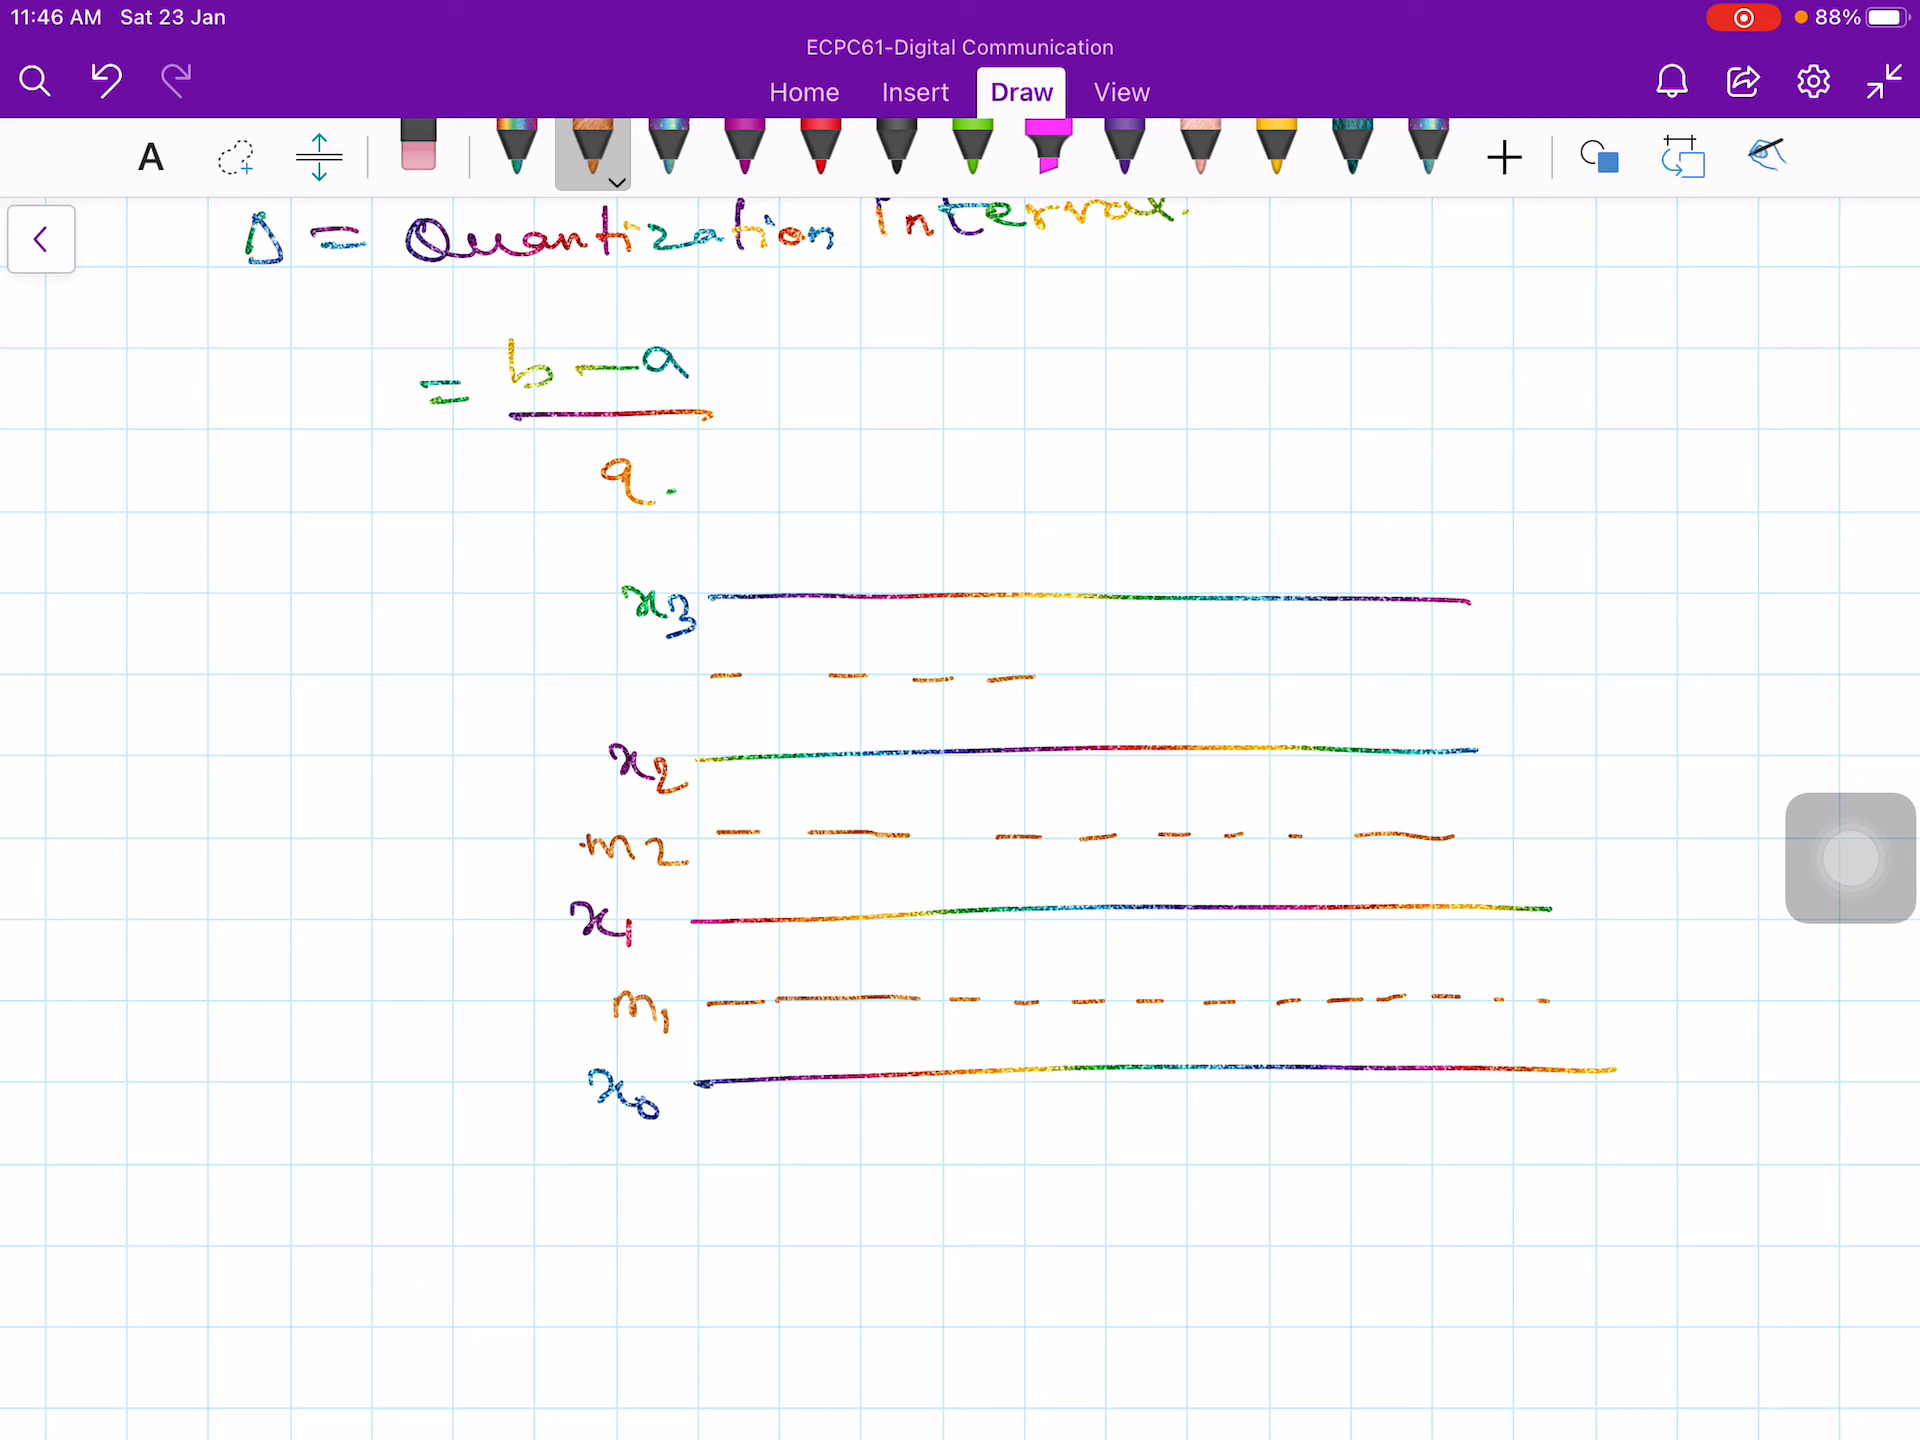 11:46 AM Sat 23 Jan
88%
ECPC61-Digital Communication
Home Insert Draw View
A
Δ = Quantization Interval.
= b - a
q.
x3
x2
m2
x1
m1
x0